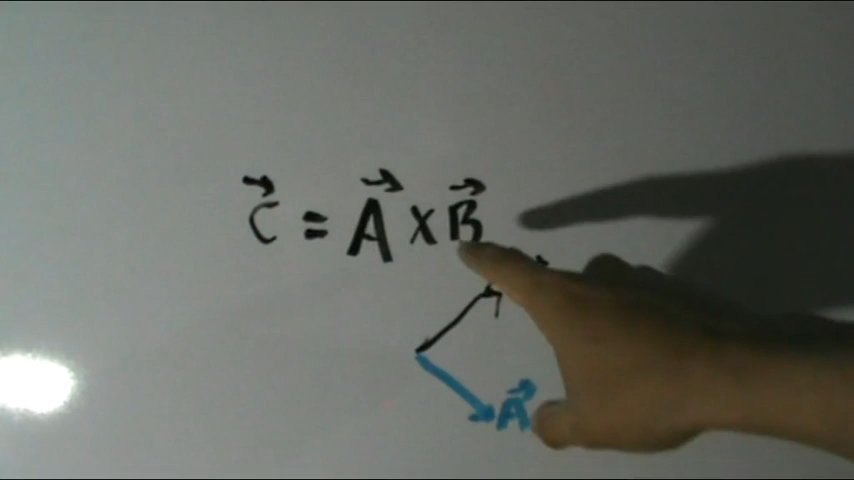 C⃗ = A⃗ × B⃗
A⃗